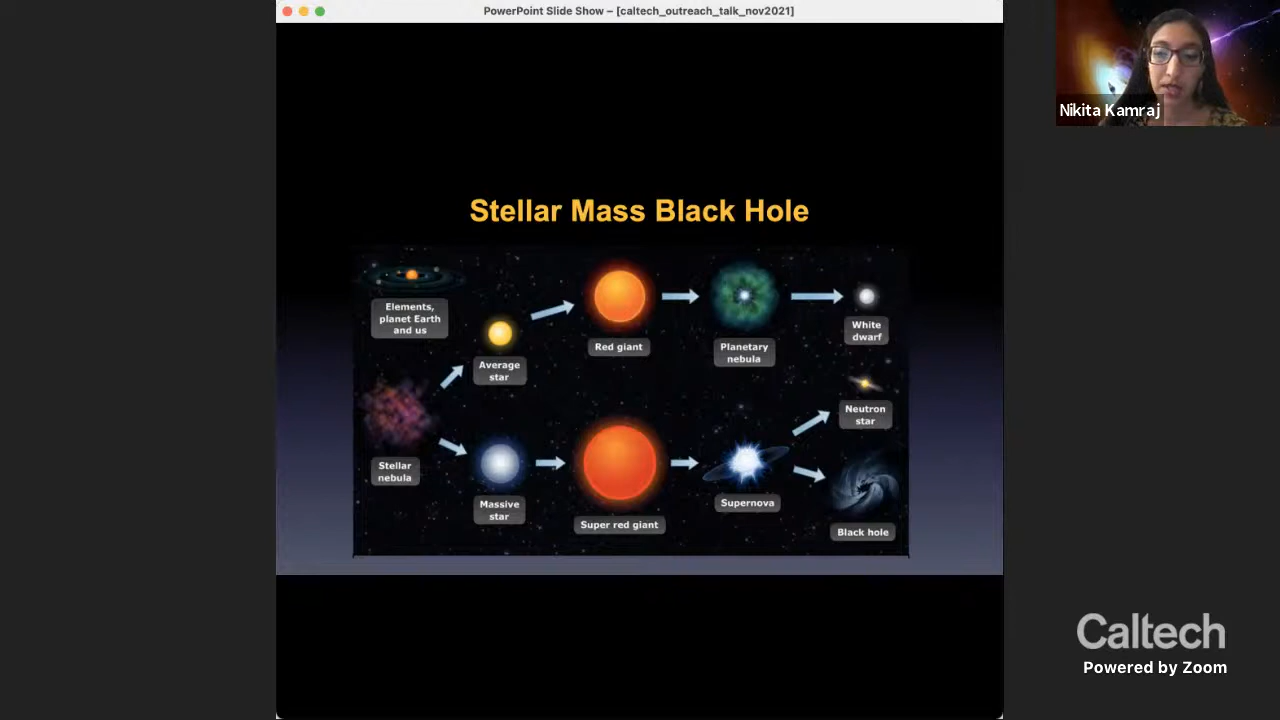 PowerPoint Slide Show – [caltech_outreach_talk_nov2021]
Nikita Kamraj
Stellar Mass Black Hole
Elements,
planet Earth
and us
Average
star
Red giant
Planetary
nebula
White
dwarf
Neutron
star
Stellar
nebula
Massive
star
Super red giant
Supernova
Black hole
Caltech
Powered by Zoom